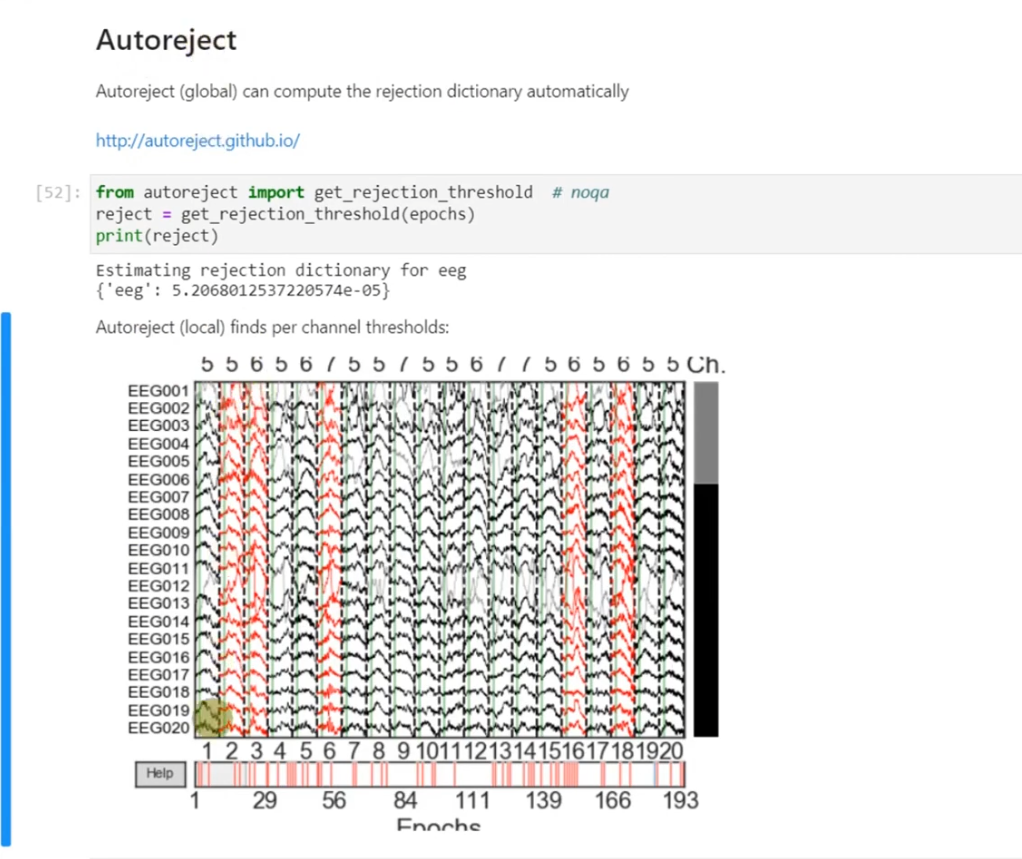 Autoreject
Autoreject (global) can compute the rejection dictionary automatically
http://autoreject.github.io/
[52]: from autoreject import get_rejection_threshold # noqa
reject = get_rejection_threshold(epochs)
print(reject)
Estimating rejection dictionary for eeg
{'eeg': 5.2068012537220574e-05}
Autoreject (local) finds per channel thresholds:
5 5 6 5 6 7 5 5 7 5 5 6 7 7 5 6 5 6 5 5 Ch.
EEG001
EEG002
EEG003
EEG004
EEG005
EEG006
EEG007
EEG008
EEG009
EEG010
EEG011
EEG012
EEG013
EEG014
EEG015
EEG016
EEG017
EEG018
EEG019
EEG020
1 2 3 4 5 6 7 8 9 10 11 12 13 14 15 16 17 18 19 20
Help
1 29 56 84 111 139 166 193
Epochs